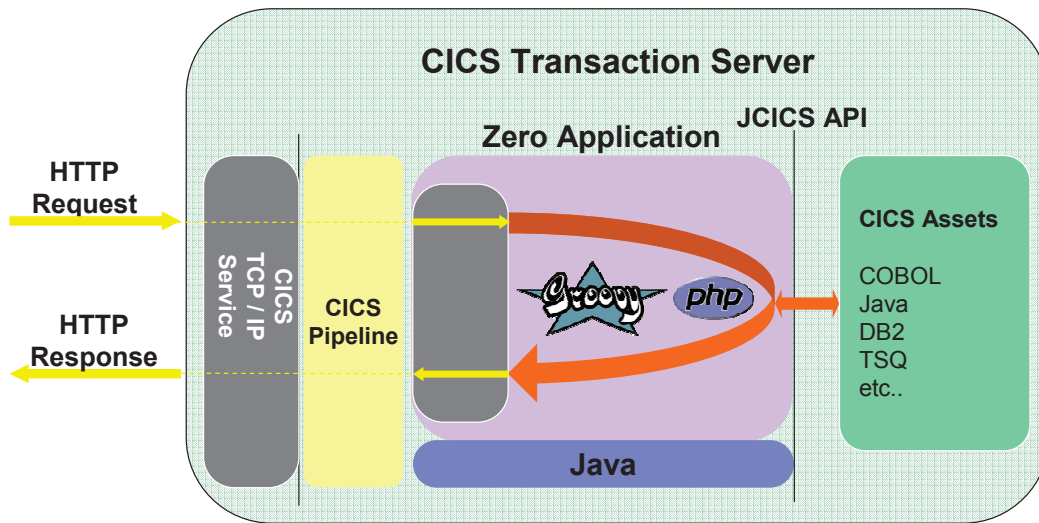 CICS Transaction Server
JCICS API
Zero Application
HTTP
Request
HTTP
Response
CICS
TCP / IP
Service
CICS
Pipeline
Groovy
php
Java
CICS Assets
COBOL
Java
DB2
TSQ
etc..